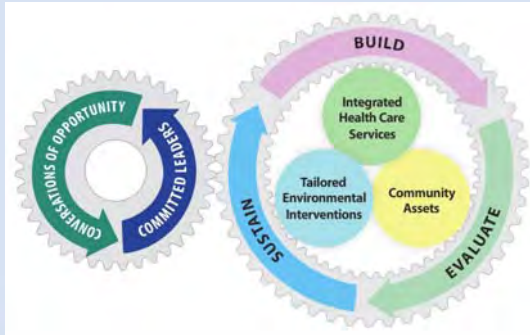 CONVERSATIONS OF OPPORTUNITY
COMMITTED LEADERS
BUILD
Integrated
Health Care
Services
Tailored
Environmental
Interventions
Community
Assets
SUSTAIN
EVALUATE